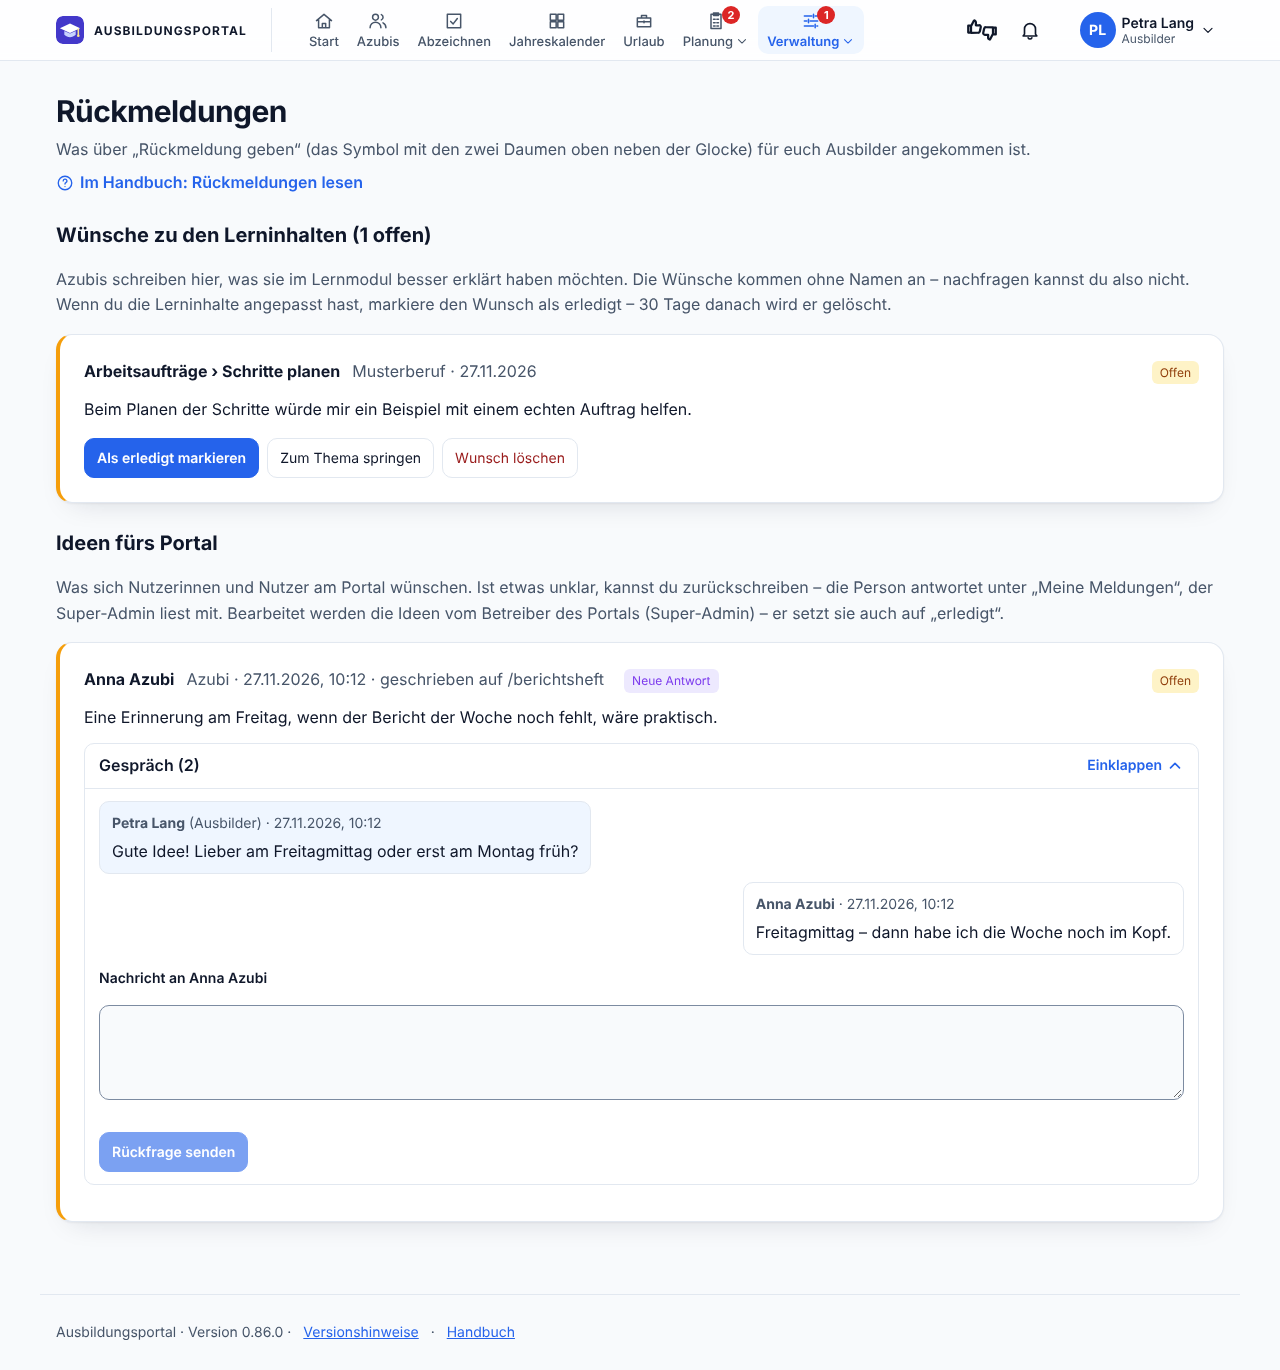 AUSBILDUNGSPORTAL
Start
Azubis
Abzeichnen
Jahreskalender
Urlaub
2
Planung
1
Verwaltung
PL
Petra Lang
Ausbilder
Rückmeldungen
Was über „Rückmeldung geben“ (das Symbol mit den zwei Daumen oben neben der Glocke) für euch Ausbilder angekommen ist.
Im Handbuch: Rückmeldungen lesen
Wünsche zu den Lerninhalten (1 offen)
Azubis schreiben hier, was sie im Lernmodul besser erklärt haben möchten. Die Wünsche kommen ohne Namen an – nachfragen kannst du also nicht.
Wenn du die Lerninhalte angepasst hast, markiere den Wunsch als erledigt – 30 Tage danach wird er gelöscht.
Arbeitsaufträge › Schritte planen Musterberuf · 27.11.2026 Offen
Beim Planen der Schritte würde mir ein Beispiel mit einem echten Auftrag helfen.
Als erledigt markieren Zum Thema springen Wunsch löschen
Ideen fürs Portal
Was sich Nutzerinnen und Nutzer am Portal wünschen. Ist etwas unklar, kannst du zurückschreiben – die Person antwortet unter „Meine Meldungen“, der
Super-Admin liest mit. Bearbeitet werden die Ideen vom Betreiber des Portals (Super-Admin) – er setzt sie auch auf „erledigt“.
Anna Azubi Azubi · 27.11.2026, 10:12 · geschrieben auf /berichtsheft Neue Antwort Offen
Eine Erinnerung am Freitag, wenn der Bericht der Woche noch fehlt, wäre praktisch.
Gespräch (2) Einklappen
Petra Lang (Ausbilder) · 27.11.2026, 10:12
Gute Idee! Lieber am Freitagmittag oder erst am Montag früh?
Anna Azubi · 27.11.2026, 10:12
Freitagmittag – dann habe ich die Woche noch im Kopf.
Nachricht an Anna Azubi
Rückfrage senden
Ausbildungsportal · Version 0.86.0 · Versionshinweise · Handbuch